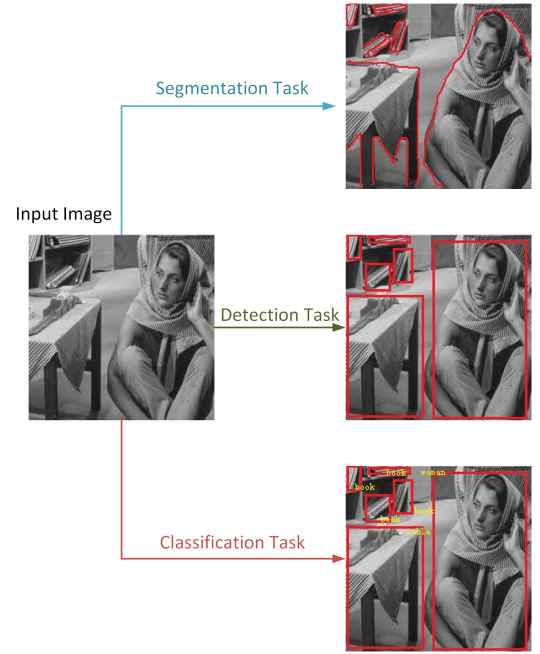 Segmentation Task
Input Image
Detection Task
book
woman
book
book
book
table
Classification Task